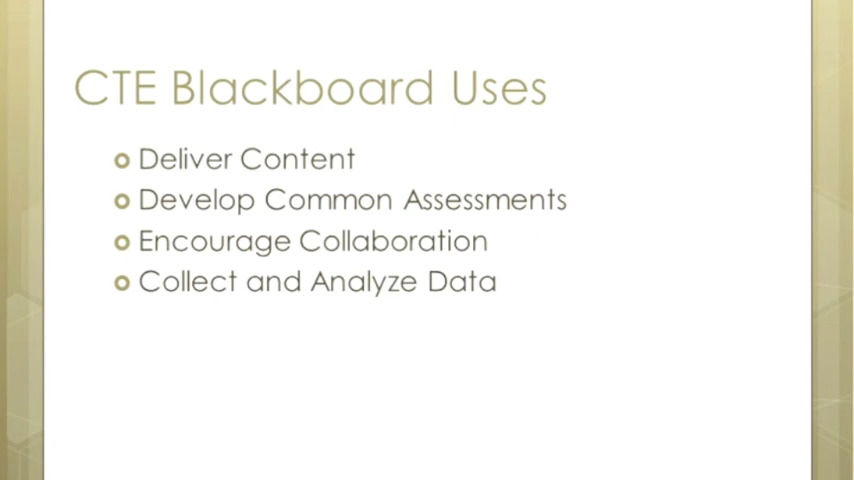 CTE Blackboard Uses
Deliver Content
Develop Common Assessments
Encourage Collaboration
Collect and Analyze Data